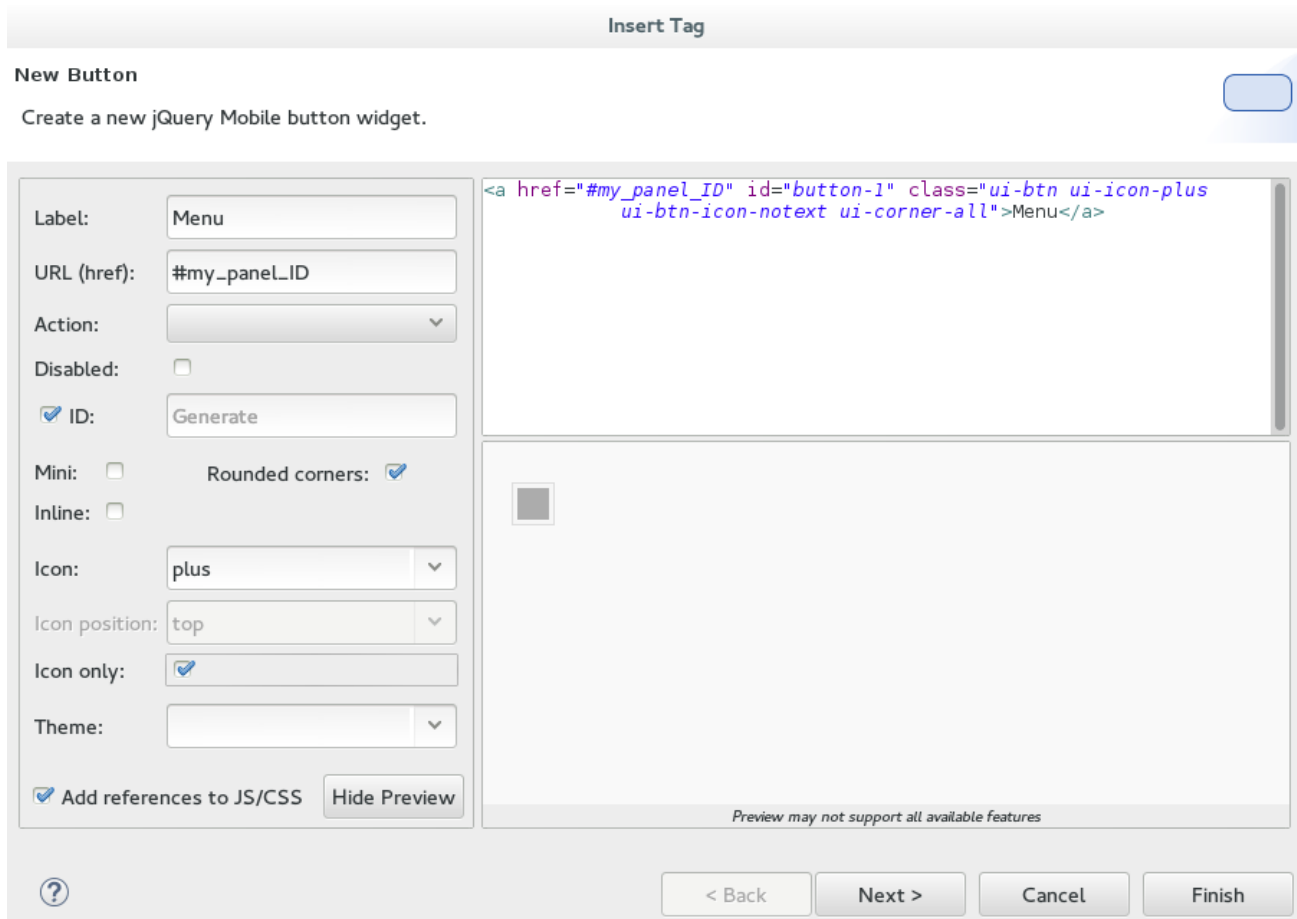 Insert Tag
New Button
Create a new jQuery Mobile button widget.
Label: Menu
URL (href): #my_panel_ID
Action:
Disabled:
ID: Generate
Mini: Rounded corners:
Inline:
Icon: plus
Icon position: top
Icon only:
Theme:
Add references to JS/CSS Hide Preview
<a href="#my_panel_ID" id="button-1" class="ui-btn ui-icon-plus
ui-btn-icon-notext ui-corner-all">Menu</a>
Preview may not support all available features
?
< Back Next > Cancel Finish